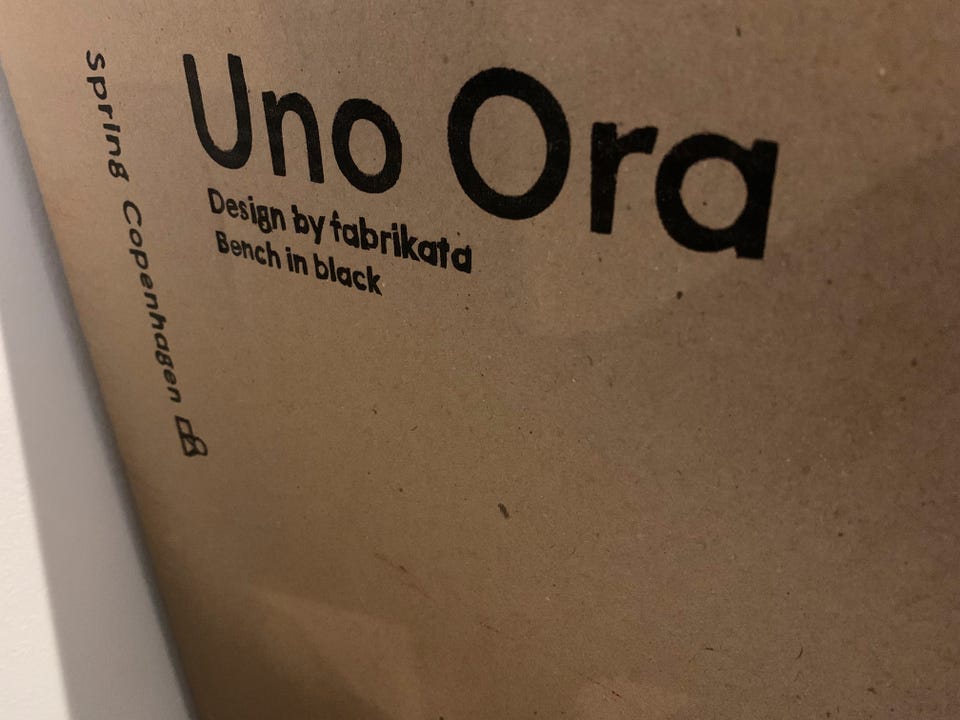 Uno Ora
Design by fabrikata
Bench in black
Spring Copenhagen